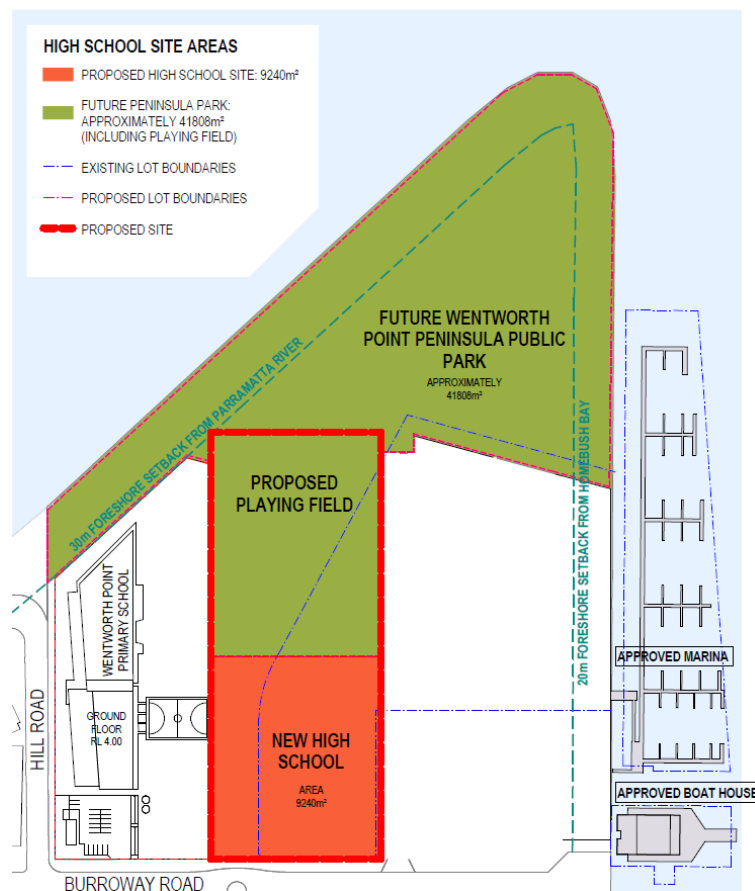 HIGH SCHOOL SITE AREAS
PROPOSED HIGH SCHOOL SITE: 9240m²
FUTURE PENINSULA PARK:
APPROXIMATELY 41808m²
(INCLUDING PLAYING FIELD)
EXISTING LOT BOUNDARIES
PROPOSED LOT BOUNDARIES
PROPOSED SITE
FUTURE WENTWORTH
POINT PENINSULA PUBLIC
PARK
APPROXIMATELY
41808m²
30m FORESHORE SETBACK FROM PARRAMATTA RIVER
20m FORESHORE SETBACK FROM HOMEBUSH BAY
PROPOSED
PLAYING FIELD
WENTWORTH POINT
PRIMARY SCHOOL
GROUND
FLOOR
RL 4.00
HILL ROAD
NEW HIGH
SCHOOL
AREA
9240m²
APPROVED MARINA
APPROVED BOAT HOUSE
BURROWAY ROAD